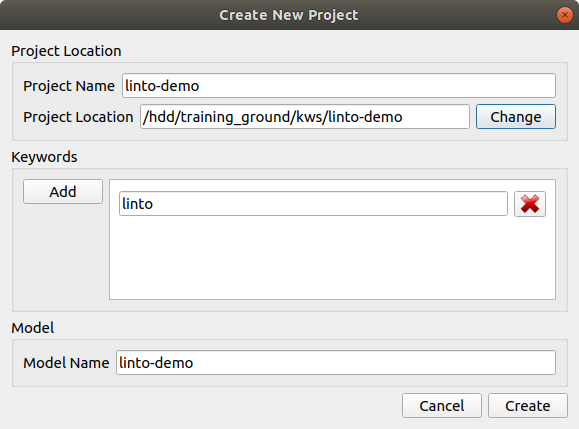 Create New Project
Project Location
Project Name linto-demo
Project Location /hdd/training_ground/kws/linto-demo Change
Keywords
Add linto
Model
Model Name linto-demo
Cancel Create